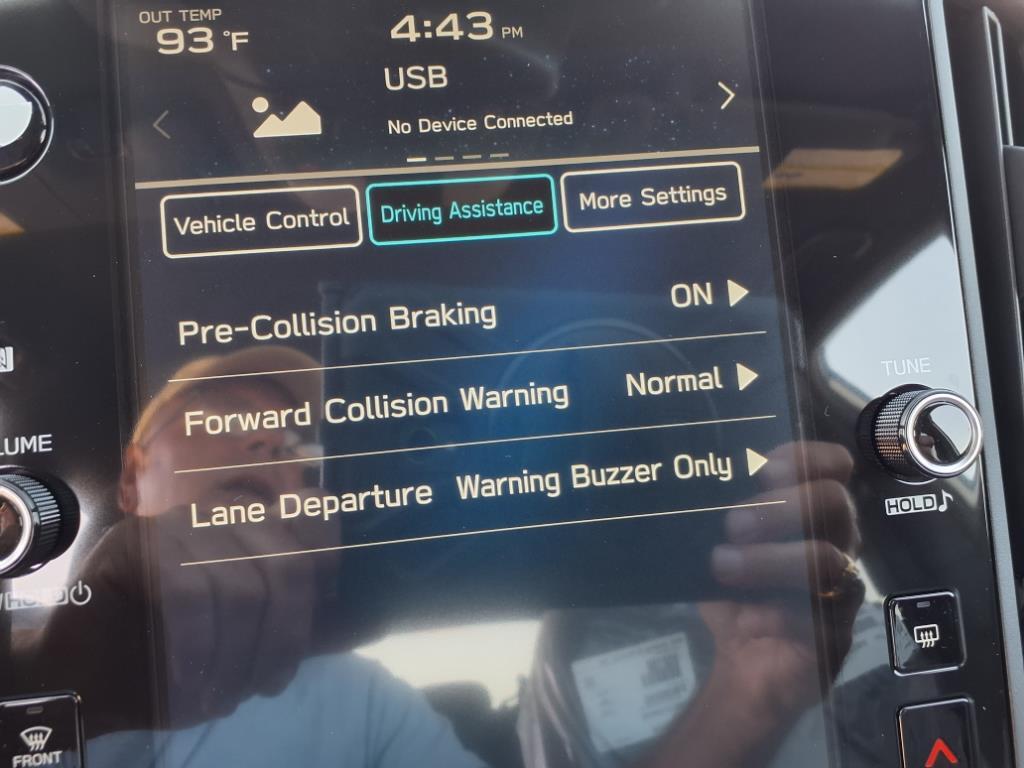 OUT TEMP
93 °F
4:43 PM
USB
No Device Connected
Vehicle Control
Driving Assistance
More Settings
Pre-Collision Braking ON
Forward Collision Warning Normal
Lane Departure Warning Buzzer Only
TUNE
HOLD
LUME
HOLD
FRONT